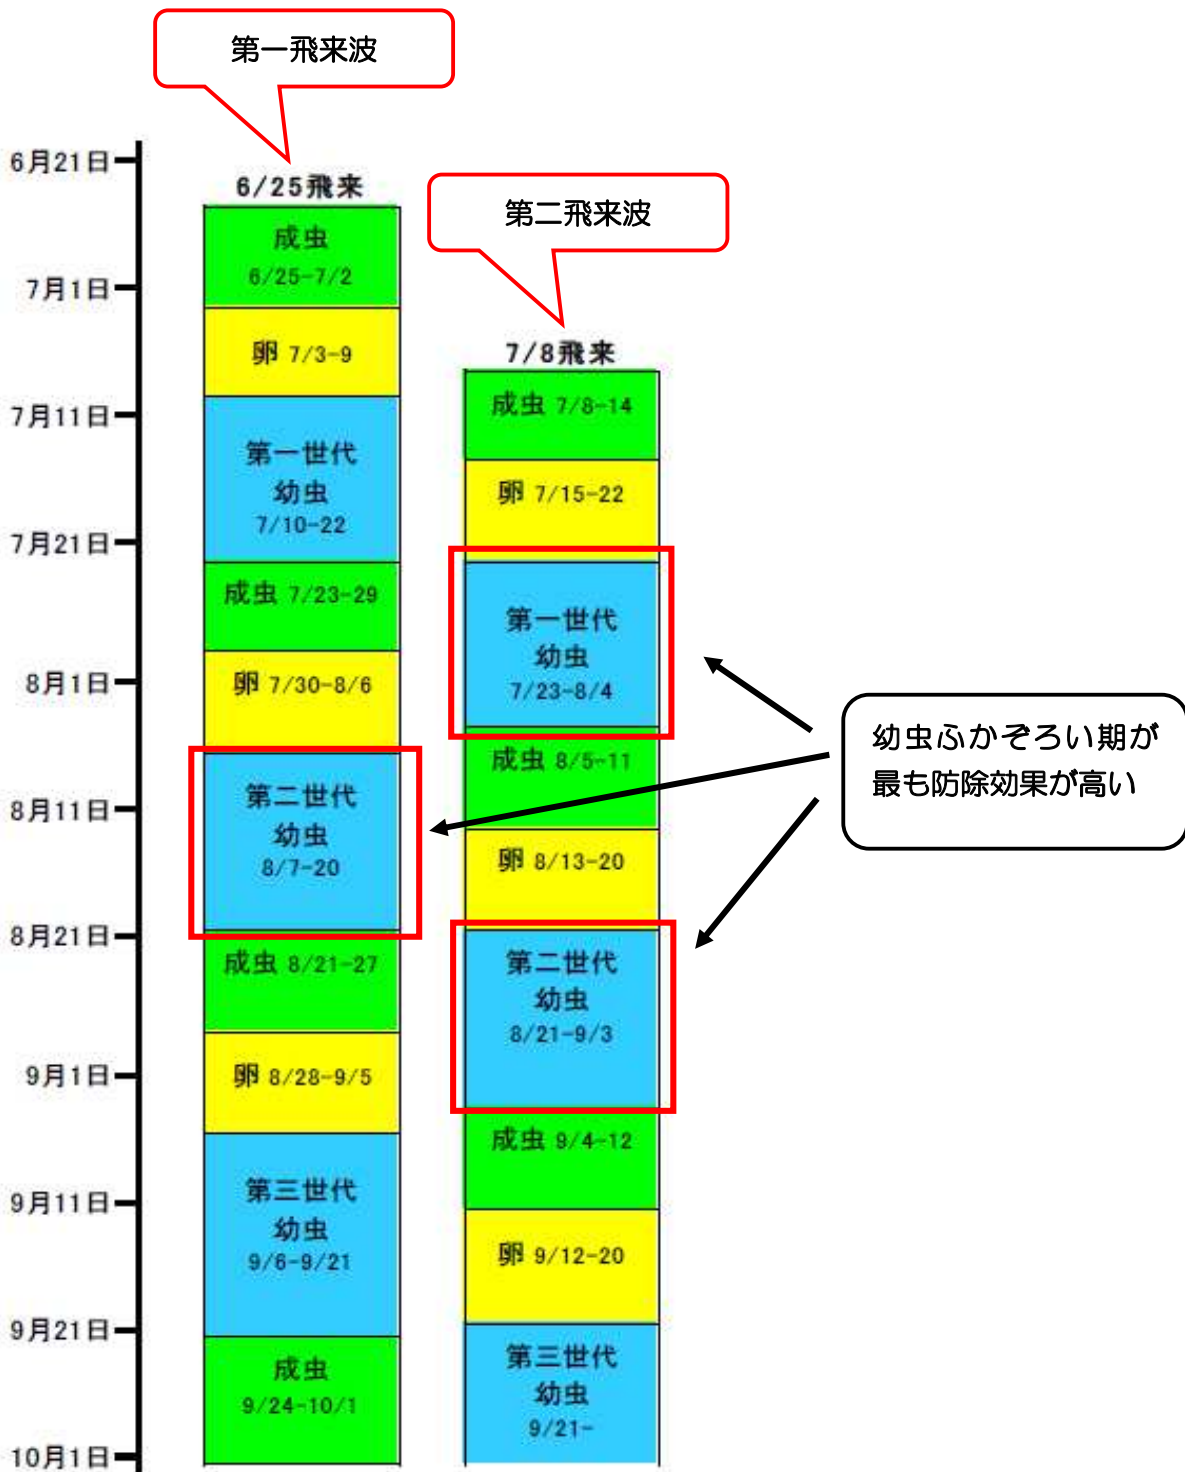 第一飛来波
6月21日
7月1日
7月11日
7月21日
8月1日
8月11日
8月21日
9月1日
9月11日
9月21日
10月1日
6/25飛来
成虫
6/25-7/2
卵 7/3-9
第一世代
幼虫
7/10-22
成虫 7/23-29
卵 7/30-8/6
第二世代
幼虫
8/7-20
成虫 8/21-27
卵 8/28-9/5
第三世代
幼虫
9/6-9/21
成虫
9/24-10/1
第二飛来波
7/8飛来
成虫 7/8-14
卵 7/15-22
第一世代
幼虫
7/23-8/4
成虫 8/5-11
卵 8/13-20
第二世代
幼虫
8/21-9/3
成虫 9/4-12
卵 9/12-20
第三世代
幼虫
9/21-
幼虫ふかぞろい期が
最も防除効果が高い